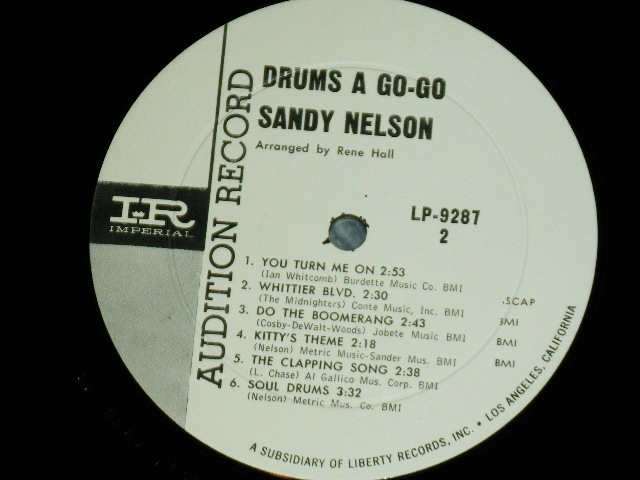 DRUMS A GO-GO
SANDY NELSON
Arranged by Rene Hall
AUDITION RECORD
IR
IMPERIAL
LP-9287
2
1. YOU TURN ME ON 2:53
(Ian Whitcomb) Burdette Music Co. BMI
2. WHITTIER BLVD. 2:30
(The Midnighters) Conte Music, Inc. BMI
3. DO THE BOOMERANG 2:43
(Cosby-DeWalt-Woods) Jobete Music BMI
4. KITTY'S THEME 2:18
(Nelson) Metric Music-Sander Mus. BMI
5. THE CLAPPING SONG 2:38
(L. Chase) Al Gallico Mus. Corp. BMI
6. SOUL DRUMS 3:32
(Nelson) Metric Mus. Co. BMI
ASCAP
BMI
BMI
BMI
A SUBSIDIARY OF LIBERTY RECORDS, INC. • LOS ANGELES, CALIFORNIA